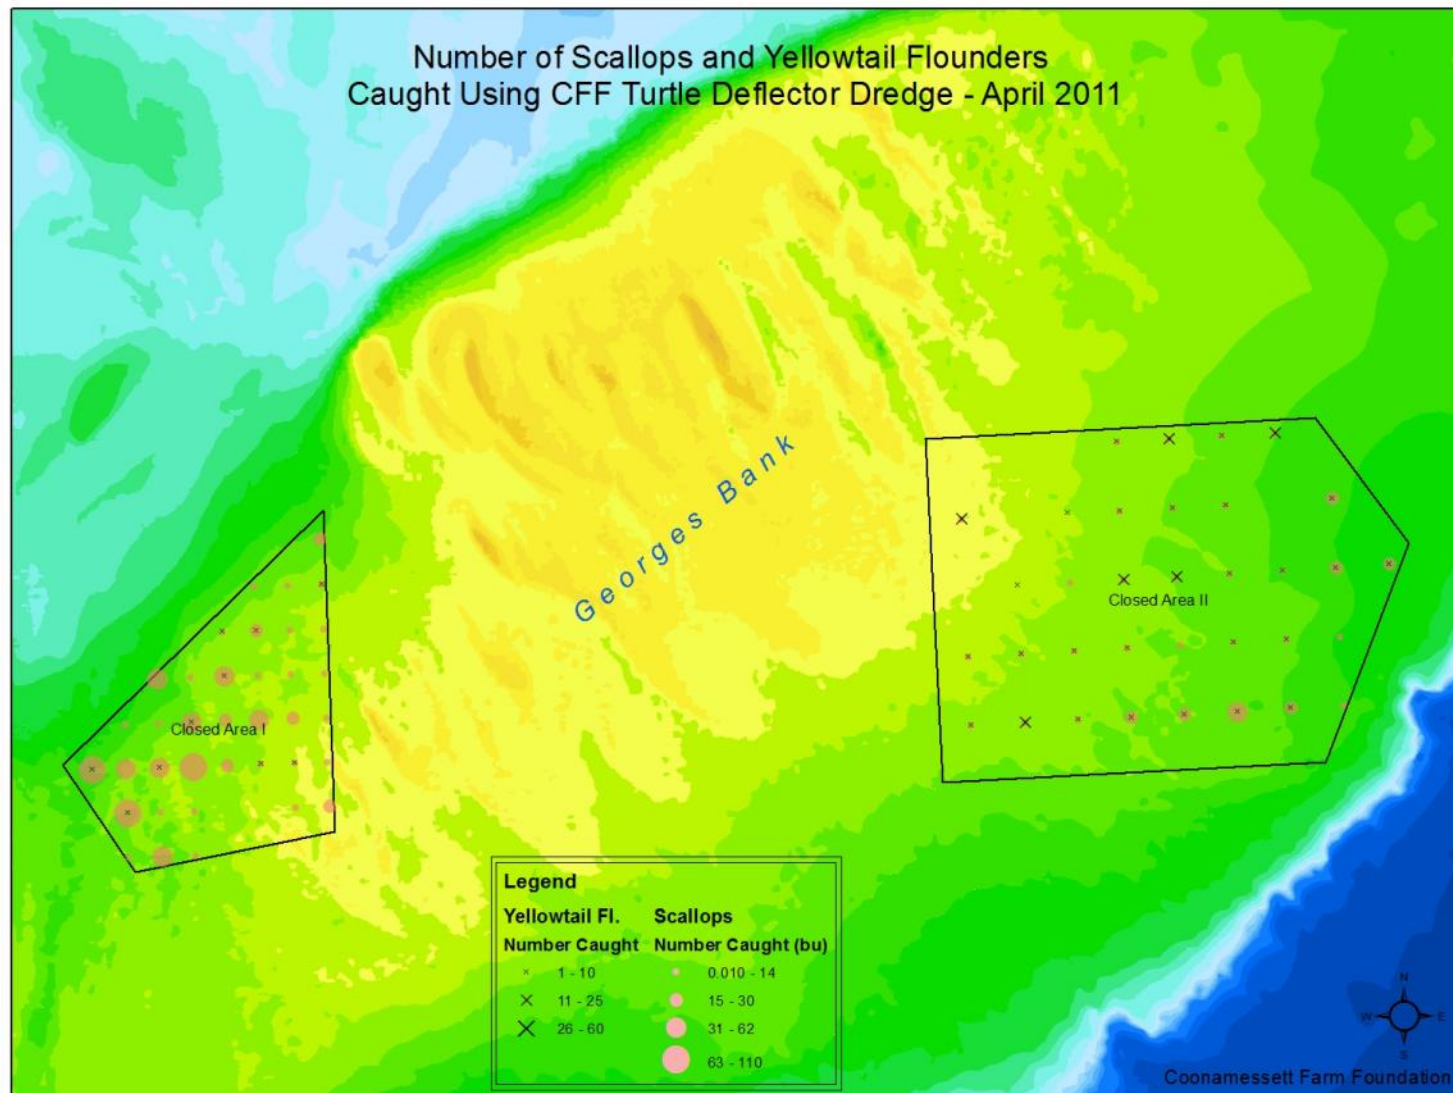 Number of Scallops and Yellowtail Flounders
Caught Using CFF Turtle Deflector Dredge - April 2011
Georges Bank
Closed Area II
Closed Area I
Legend
Yellowtail Fl. Scallops
Number Caught Number Caught (bu)
1 - 10 0.010 - 14
11 - 25 15 - 30
26 - 60 31 - 62
63 - 110
N
W E
S
Coonamessett Farm Foundation